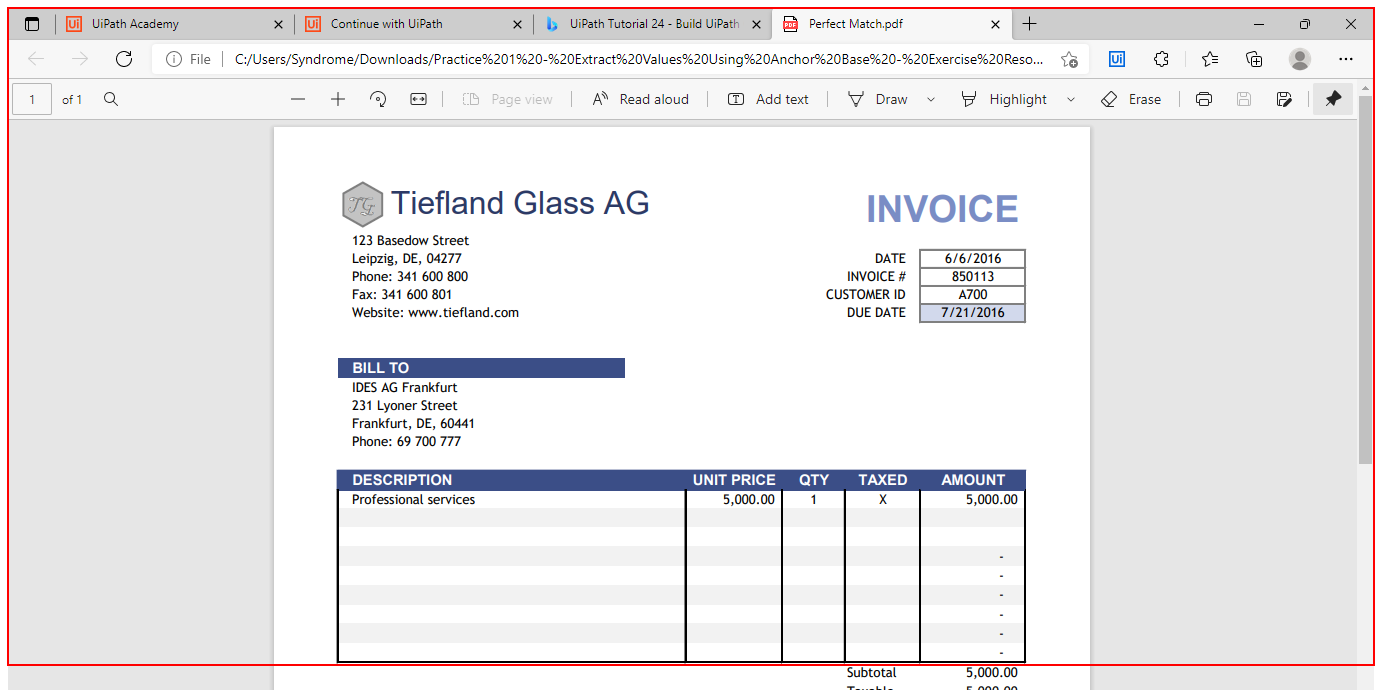 UiPath Academy
Continue with UiPath
UiPath Tutorial 24 - Build UiPath
Perfect Match.pdf
File
C:/Users/Syndrome/Downloads/Practice%201%20-%20Extract%20Values%20Using%20Anchor%20Base%20-%20Exercise%20Reso...
1 of 1
Page view
Read aloud
Add text
Draw
Highlight
Erase
TG
Tiefland Glass AG
INVOICE
123 Basedow Street
Leipzig, DE, 04277
Phone: 341 600 800
Fax: 341 600 801
Website: www.tiefland.com
DATE 6/6/2016
INVOICE # 850113
CUSTOMER ID A700
DUE DATE 7/21/2016
BILL TO
IDES AG Frankfurt
231 Lyoner Street
Frankfurt, DE, 60441
Phone: 69 700 777
DESCRIPTION UNIT PRICE QTY TAXED AMOUNT
Professional services 5,000.00 1 X 5,000.00
-
-
-
-
-
-
Subtotal 5,000.00